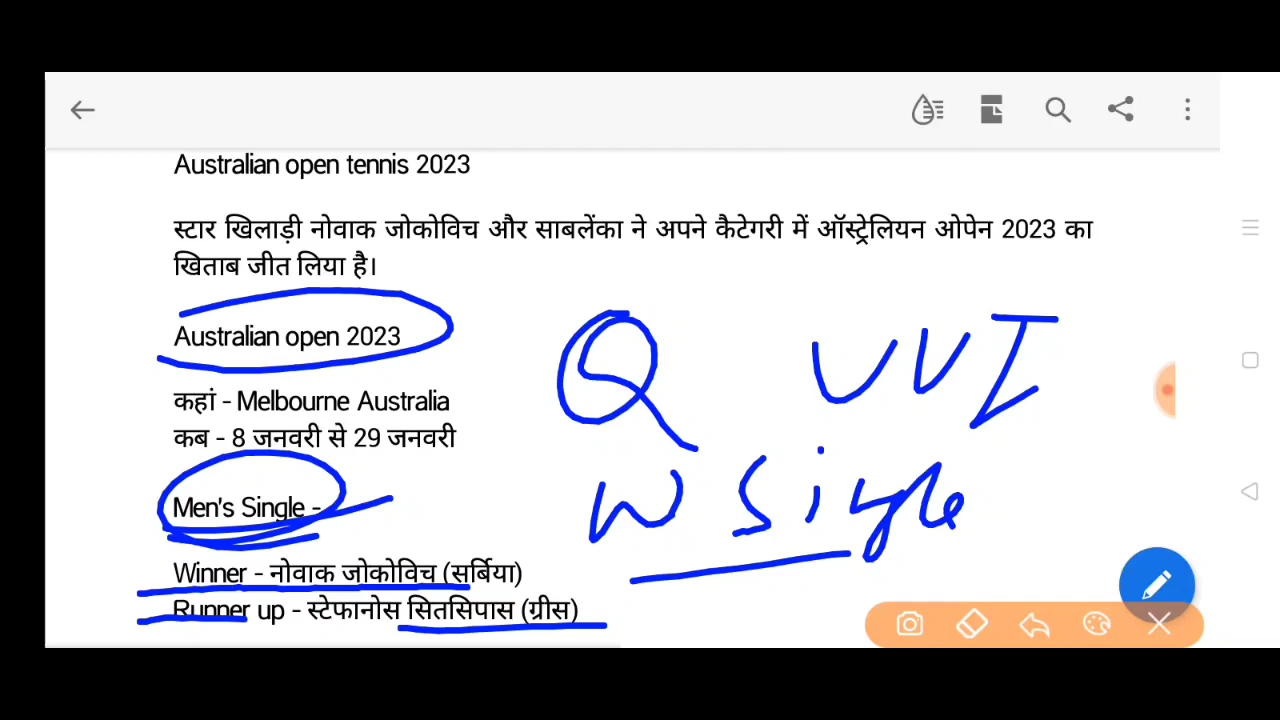 Australian open tennis 2023
स्टार खिलाड़ी नोवाक जोकोविच और साबलेंका ने अपने कैटेगरी में ऑस्ट्रेलियन ओपेन 2023 का
खिताब जीत लिया है।
Australian open 2023
Q VVI
कहां - Melbourne Australia
कब - 8 जनवरी से 29 जनवरी
Men's Single -
W Single
Winner - नोवाक जोकोविच (सर्बिया)
Runner up - स्टेफानोस सितसिपास (ग्रीस)